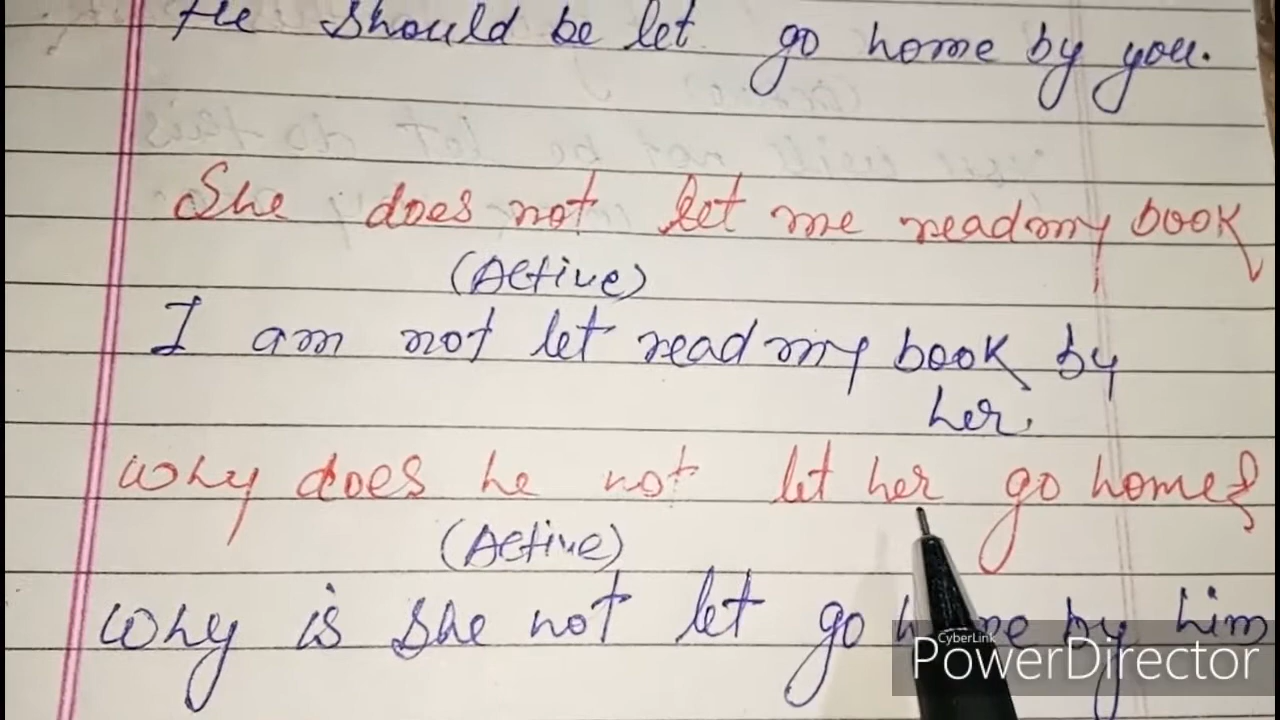 He should be let go home by you.
She does not let me read my book
(Active)
I am not let read my book by
her.
Why does he not let her go home?
(Active)
Why is she not let go home by him
CyberLink
PowerDirector